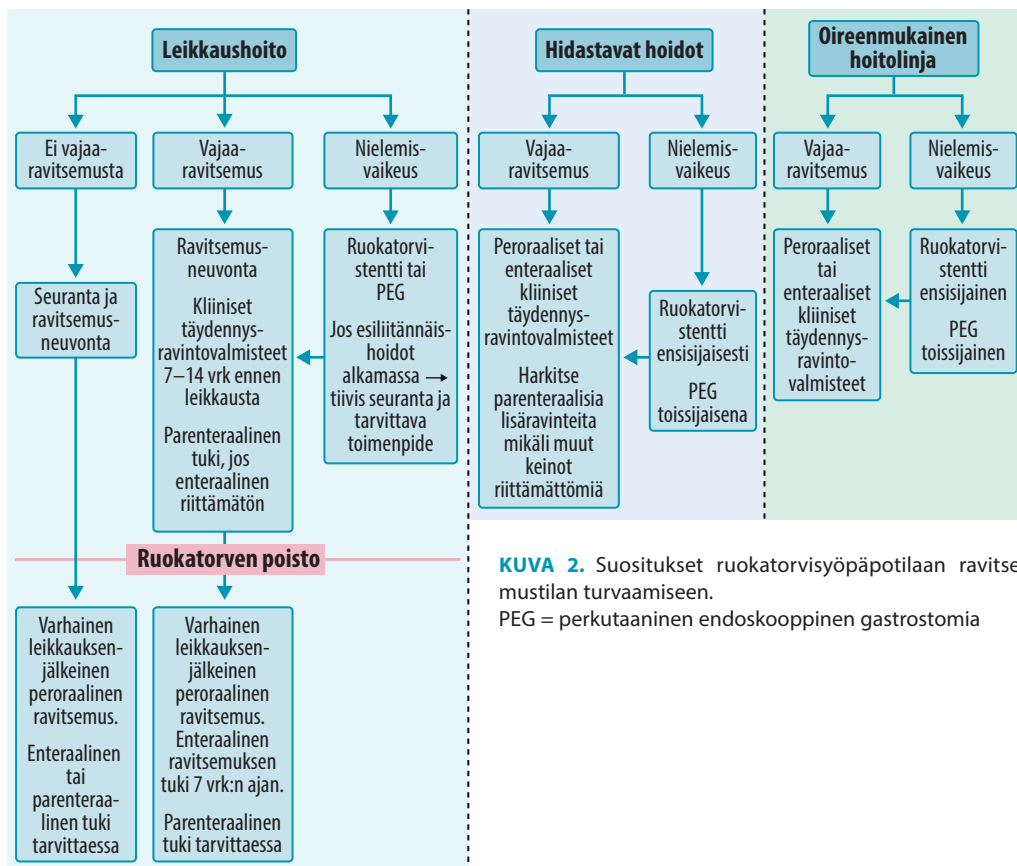 Leikkaushoito
Ei vajaa-
ravitsemusta
Seuranta ja
ravitsemus-
neuvonta
Vajaa-
ravitsemus
Ravitsemus-
neuvonta
Kliiniset
täydennys-
ravintovalmisteet
7–14 vrk ennen
leikkausta
Parenteraalinen
tuki, jos
enteraalinen
riittämätön
Nielemis-
vaikeus
Ruokatorvi-
stentti tai
PEG
Jos esiliitännäis-
hoidot
alkamassa →
tiivis seuranta ja
tarvittava
toimenpide
Ruokatorven poisto
Varhainen
leikkauksen-
jälkeinen
peroraalinen
ravitsemus.
Enteraalinen
tai
parenteraa-
linen tuki
tarvittaessa
Varhainen
leikkauksen-
jälkeinen
peroraalinen
ravitsemus.
Enteraalinen
ravitsemuksen
tuki 7 vrk:n ajan.
Parenteraalinen
tuki tarvittaessa
Hidastavat hoidot
Vajaa-
ravitsemus
Peroraaliset tai
enteraaliset
kliiniset
täydennys-
ravintovalmisteet
Harkitse
parenteraalisia
lisäravinteita
mikäli muut
keinot
riittämättömiä
Nielemis-
vaikeus
Ruokatorvi-
stentti
ensisijaisesti
PEG
toissijaisena
Oireenmukainen
hoitolinja
Vajaa-
ravitsemus
Peroraaliset
tai
enteraaliset
kliiniset
täydennys-
ravinto-
valmisteet
Nielemis-
vaikeus
Ruokatorvi-
stentti
ensisijainen
PEG
toissijainen
KUVA 2. Suositukset ruokatorvisyöpäpotilaan ravitse
mustilan turvaamiseen.
PEG = perkutaaninen endoskooppinen gastrostomia